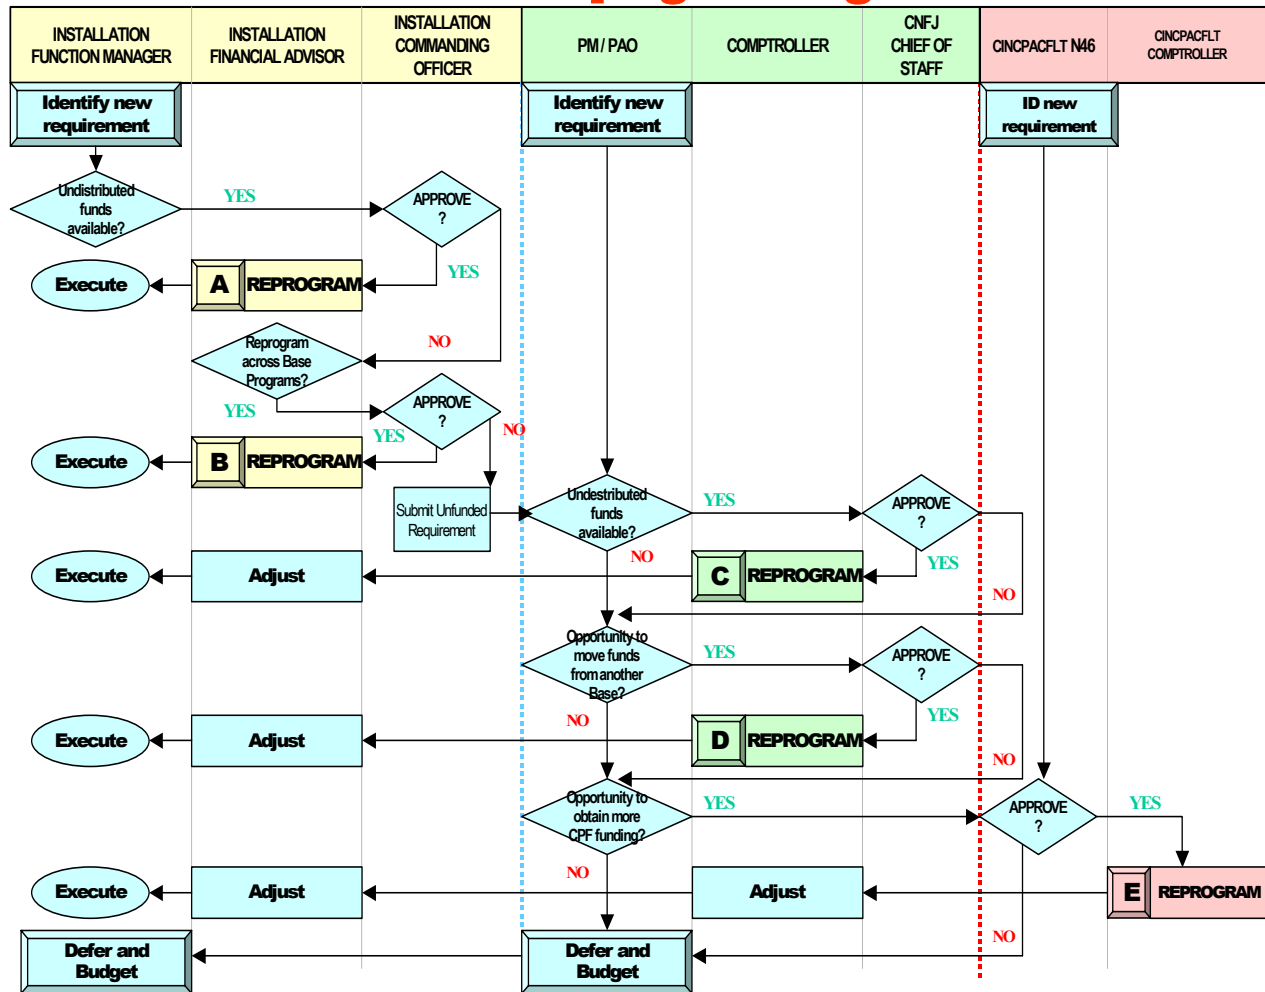 INSTALLATION
FUNCTION MANAGER
INSTALLATION
FINANCIAL ADVISOR
INSTALLATION
COMMANDING
OFFICER
PM / PAO
COMPTROLLER
CNFJ
CHIEF OF
STAFF
CINCPACFLT N46
CINCPACFLT
COMPTROLLER
Identify new
requirement
Identify new
requirement
ID new
requirement
Undistributed
funds
available?
YES
APPROVE
?
YES
Execute
A REPROGRAM
NO
Reprogram
across Base
Programs?
YES
APPROVE
?
YES
NO
Execute
B REPROGRAM
Submit Unfunded
Requirement
Undestributed
funds
available?
YES
APPROVE
?
NO
YES
Execute
Adjust
C REPROGRAM
NO
Opportunity to
move funds
from another
Base?
YES
APPROVE
?
NO
YES
Execute
Adjust
D REPROGRAM
NO
Opportunity to
obtain more
CPF funding?
YES
APPROVE
?
YES
NO
Execute
Adjust
Adjust
E REPROGRAM
NO
Defer and
Budget
Defer and
Budget